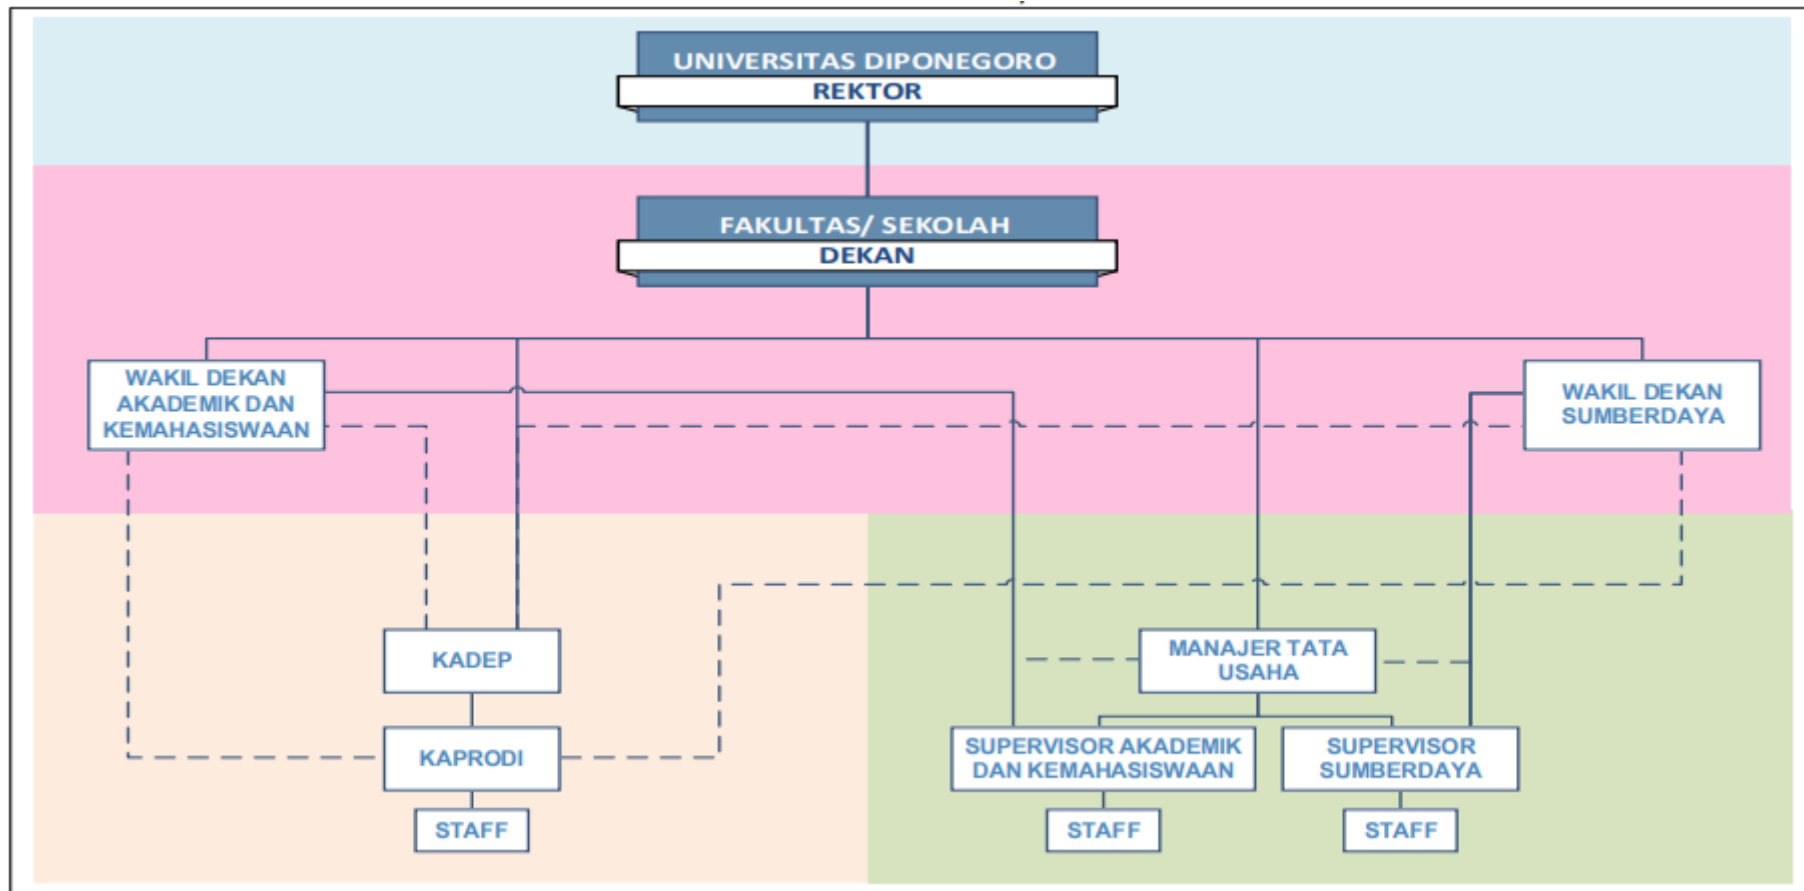 UNIVERSITAS DIPONEGORO
REKTOR
FAKULTAS/ SEKOLAH
DEKAN
WAKIL DEKAN
AKADEMIK DAN
KEMAHASISWAAN
WAKIL DEKAN
SUMBERDAYA
KADEP
MANAJER TATA
USAHA
KAPRODI
SUPERVISOR AKADEMIK
DAN KEMAHASISWAAN
SUPERVISOR
SUMBERDAYA
STAFF
STAFF
STAFF